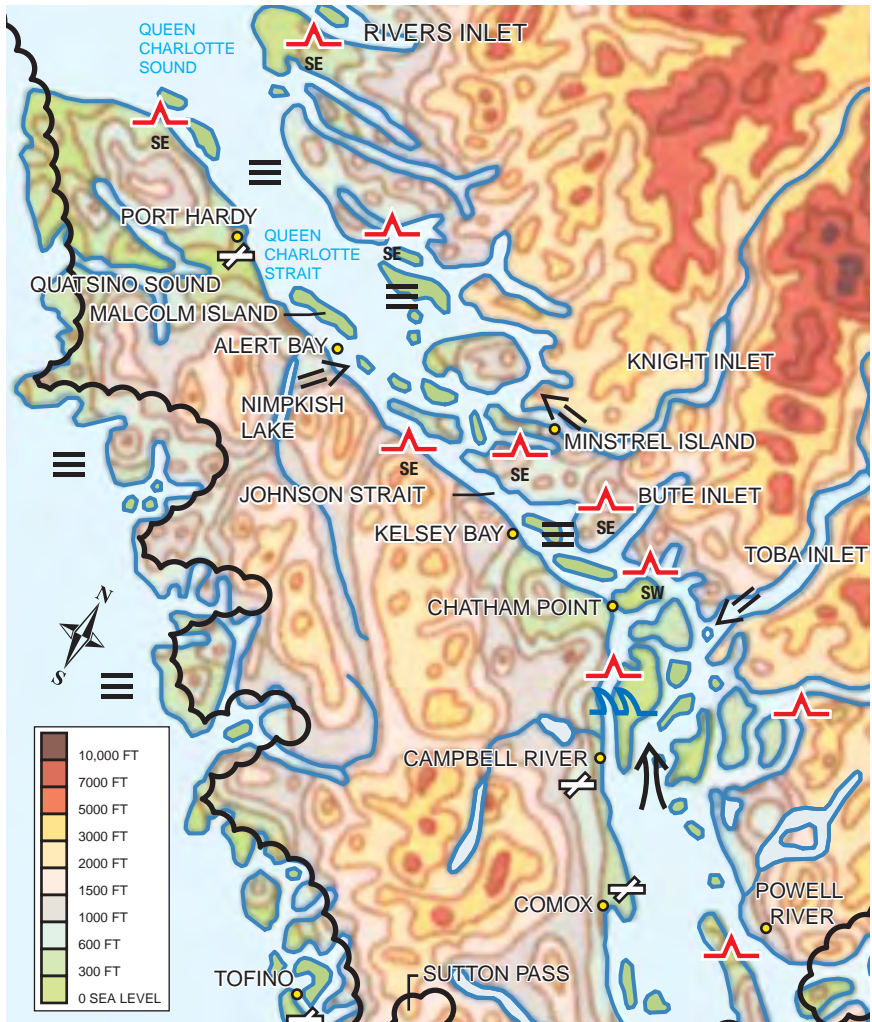 QUEEN
CHARLOTTE
SOUND
RIVERS INLET
SE
SE
PORT HARDY
QUEEN
CHARLOTTE
STRAIT
SE
QUATSINO SOUND
MALCOLM ISLAND
ALERT BAY
KNIGHT INLET
NIMPKISH
LAKE
MINSTREL ISLAND
SE
SE
JOHNSON STRAIT
BUTE INLET
SE
KELSEY BAY
TOBA INLET
SW
CHATHAM POINT
N
S
10,000 FT
7000 FT
5000 FT
3000 FT
2000 FT
1500 FT
1000 FT
600 FT
300 FT
0 SEA LEVEL
CAMPBELL RIVER
COMOX
POWELL
RIVER
TOFINO
SUTTON PASS